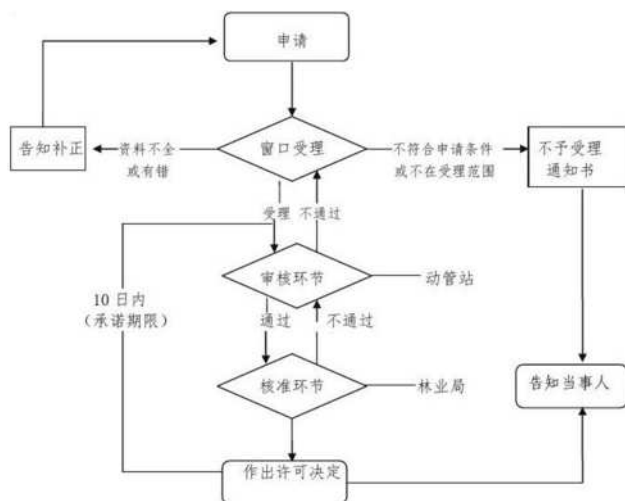 申请
告知补正
资料不全
或有错
窗口受理
不符合申请条件
或不在受理范围
不予受理
通知书
受理
不通过
审核环节
动管站
10 日内
（承诺期限）
通过
不通过
核准环节
林业局
告知当事人
作出许可决定